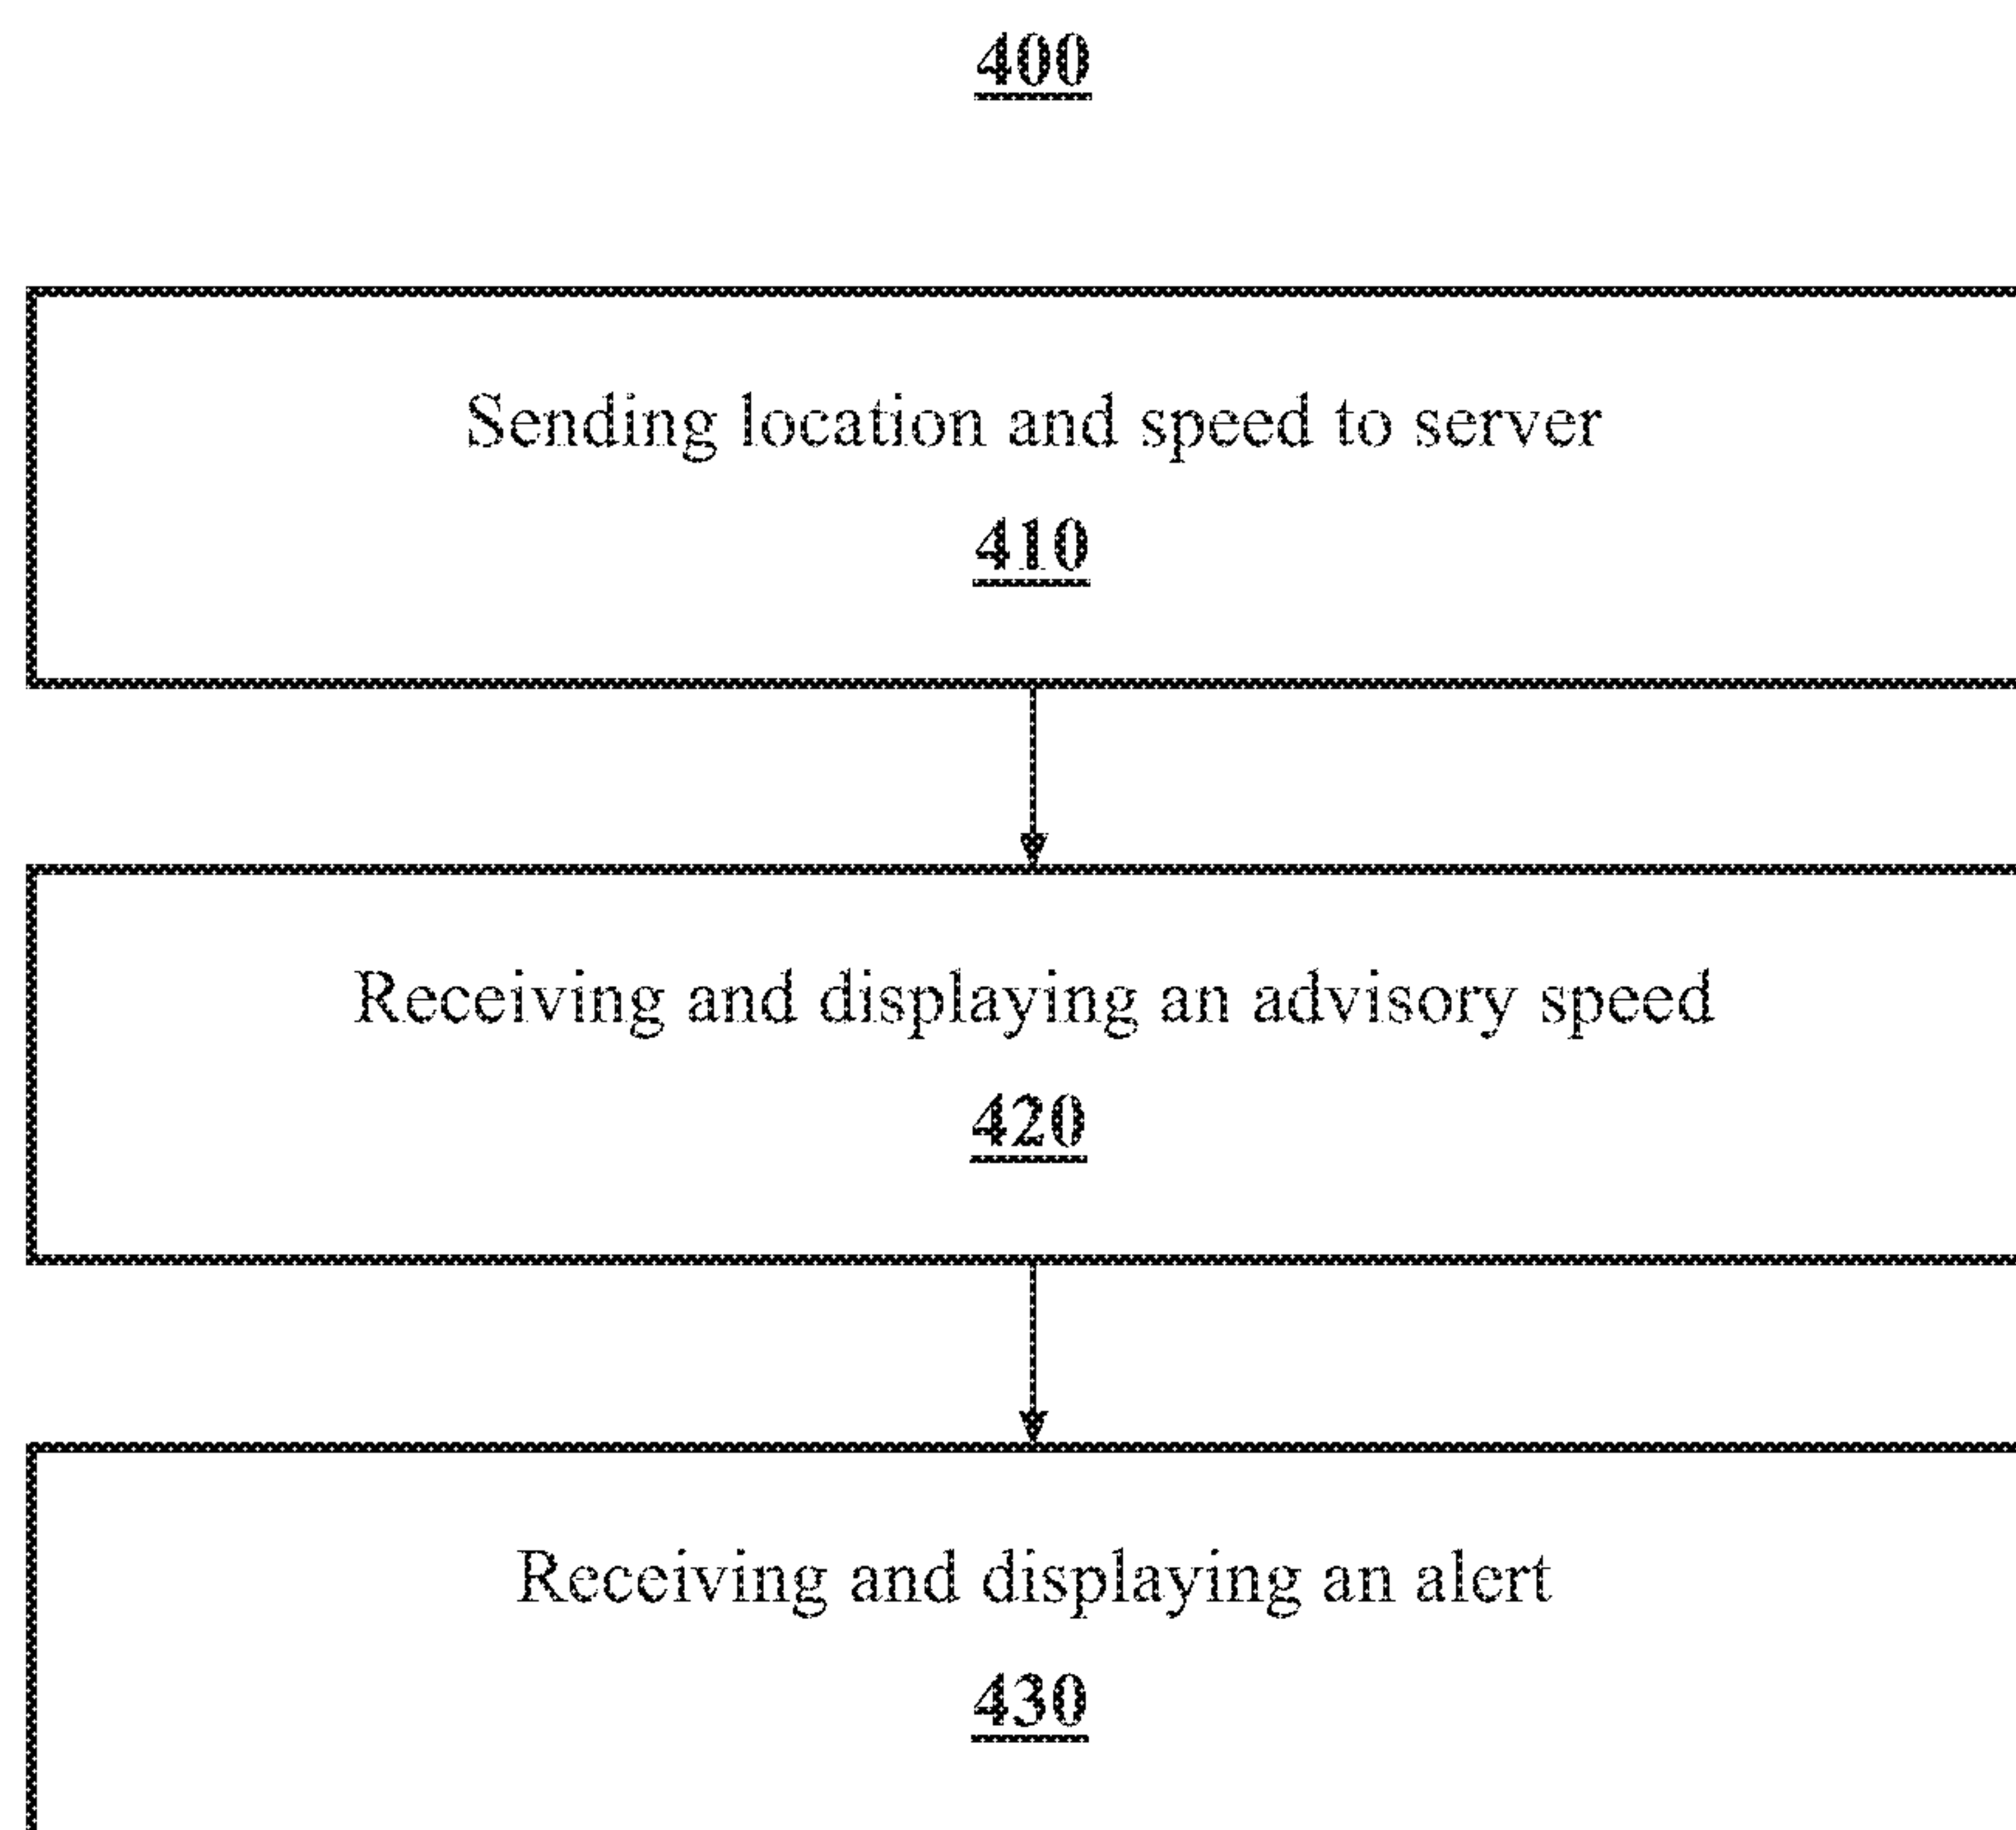 400
Sending location and speed to server
410
Receiving and displaying an advisory speed
420
Receiving and displaying an alert
430